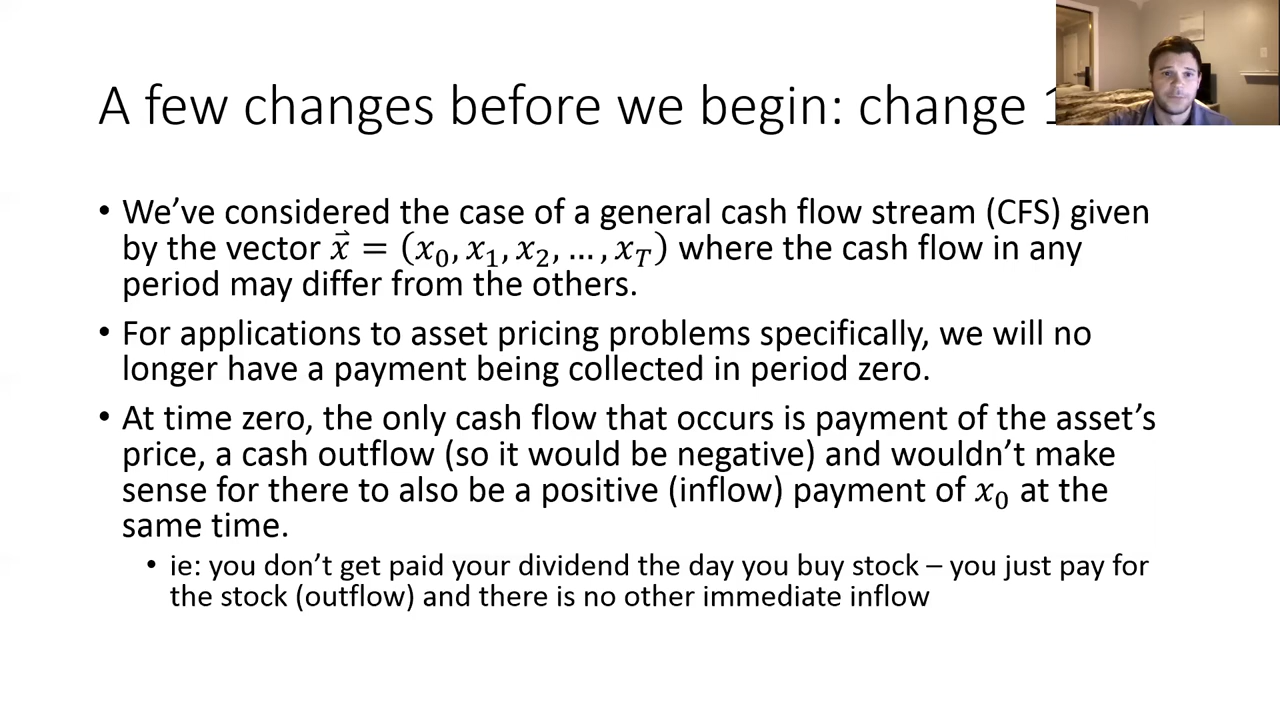 A few changes before we begin: change 1
• We’ve considered the case of a general cash flow stream (CFS) given
by the vector x⃑ = (x₀, x₁, x₂, … , x_T) where the cash flow in any
period may differ from the others.
• For applications to asset pricing problems specifically, we will no
longer have a payment being collected in period zero.
• At time zero, the only cash flow that occurs is payment of the asset’s
price, a cash outflow (so it would be negative) and wouldn’t make
sense for there to also be a positive (inflow) payment of x₀ at the
same time.
• ie: you don’t get paid your dividend the day you buy stock – you just pay for
the stock (outflow) and there is no other immediate inflow